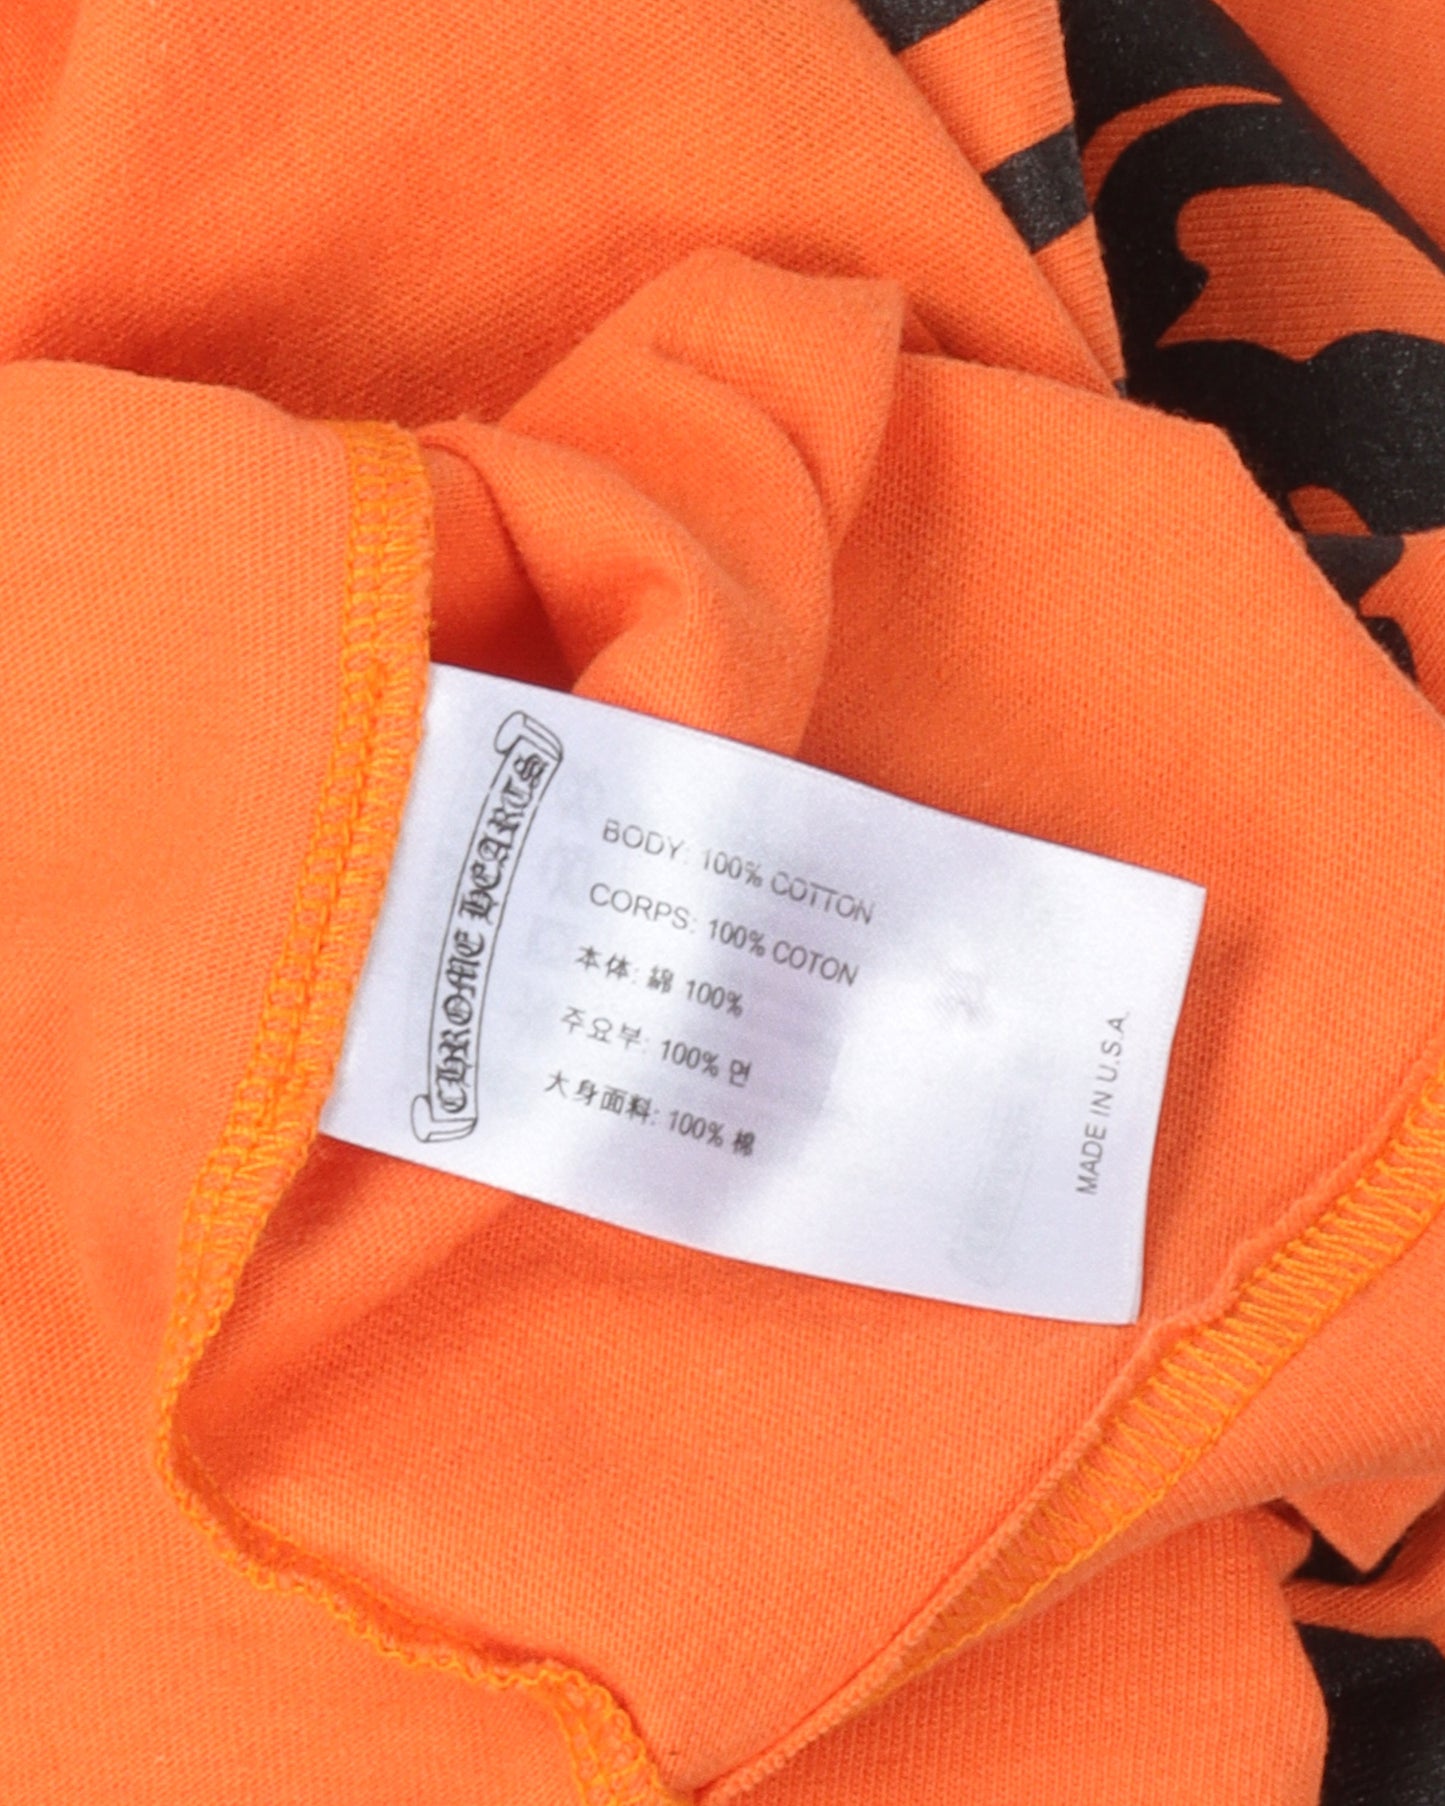 CHROME HEARTS
BODY: 100% COTTON
CORPS: 100% COTON
本体: 綿 100%
주요부: 100% 면
大身面料: 100% 棉
MADE IN U.S.A.